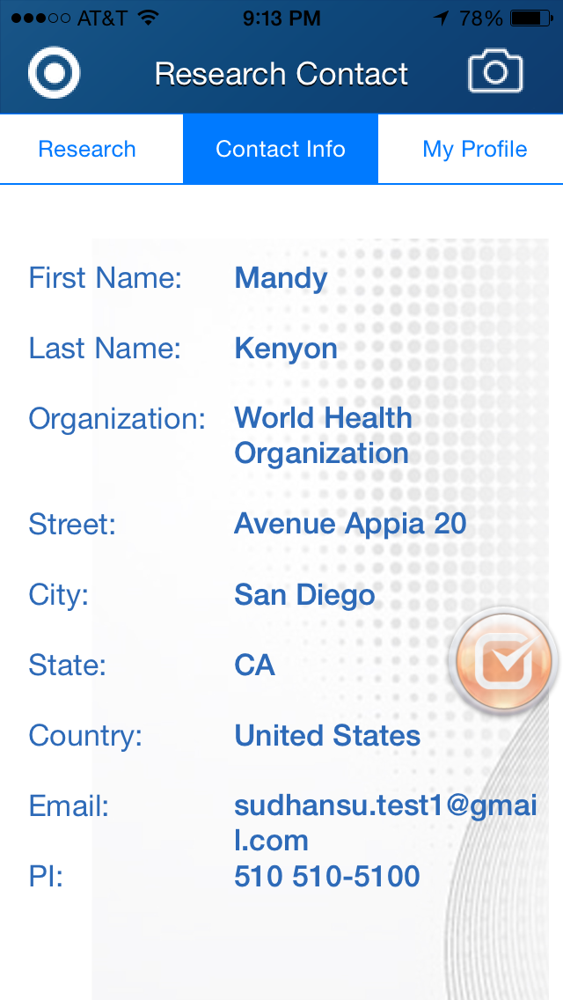 AT&T 9:13 PM 78%
Research Contact
Research Contact Info My Profile
First Name: Mandy
Last Name: Kenyon
Organization: World Health
Organization
Street: Avenue Appia 20
City: San Diego
State: CA
Country: United States
Email: sudhansu.test1@gmai
l.com
PI: 510 510-5100